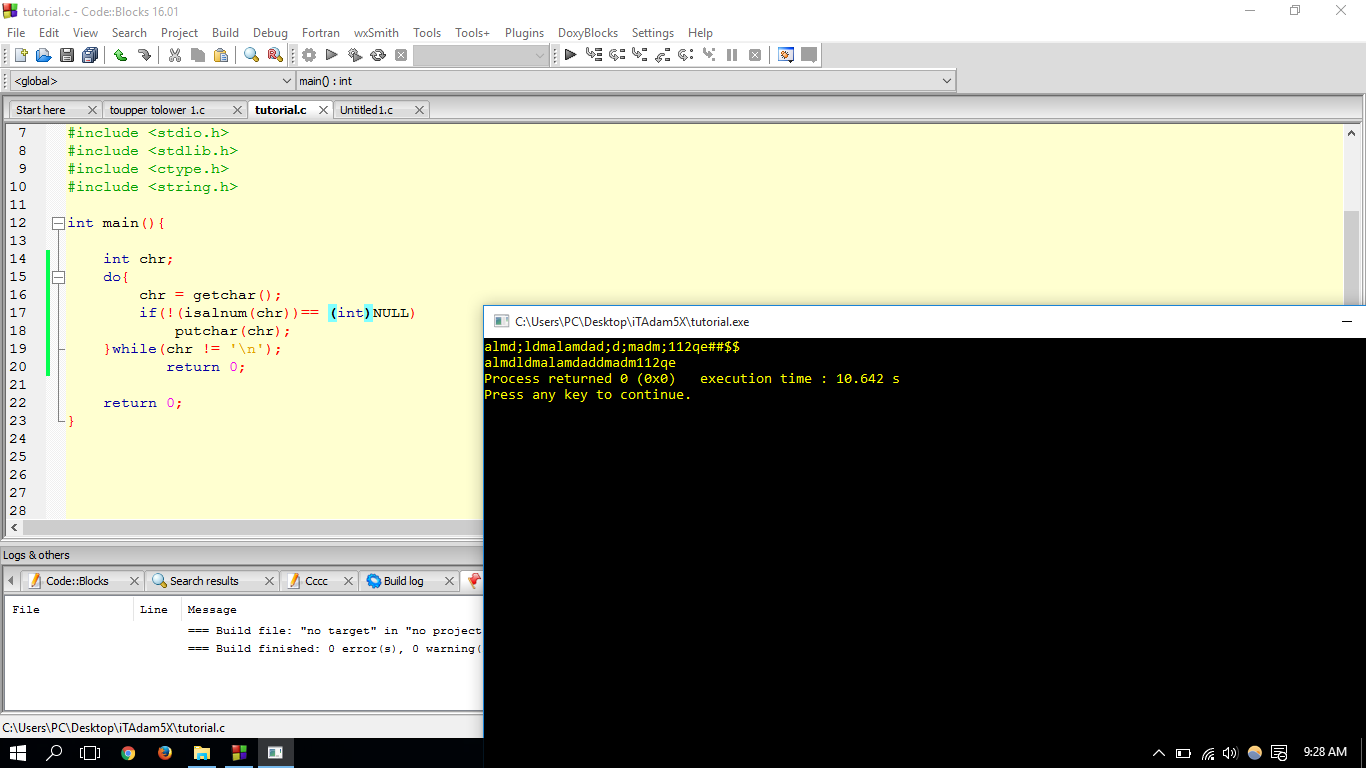 tutorial.c - Code::Blocks 16.01
File Edit View Search Project Build Debug Fortran wxSmith Tools Tools+ Plugins DoxyBlocks Settings Help
<global> main() : int
Start here toupper tolower 1.c tutorial.c Untitled1.c
7 #include <stdio.h>
8 #include <stdlib.h>
9 #include <ctype.h>
10 #include <string.h>
11
12 int main(){
13
14 int chr;
15 do{
16 chr = getchar();
17 if(!(isalnum(chr))== (int)NULL)
18 putchar(chr);
19 }while(chr != '\n');
20 return 0;
21
22 return 0;
23 }
24
25
26
27
28
C:\Users\PC\Desktop\iTAdam5X\tutorial.exe
almd;ldmalamdad;d;madm;112qe##$$
almdldmalamdaddmadm112qe
Process returned 0 (0x0) execution time : 10.642 s
Press any key to continue.
Logs & others
Code::Blocks Search results Cccc Build log
File Line Message
=== Build file: "no target" in "no project
=== Build finished: 0 error(s), 0 warning(
C:\Users\PC\Desktop\iTAdam5X\tutorial.c
9:28 AM